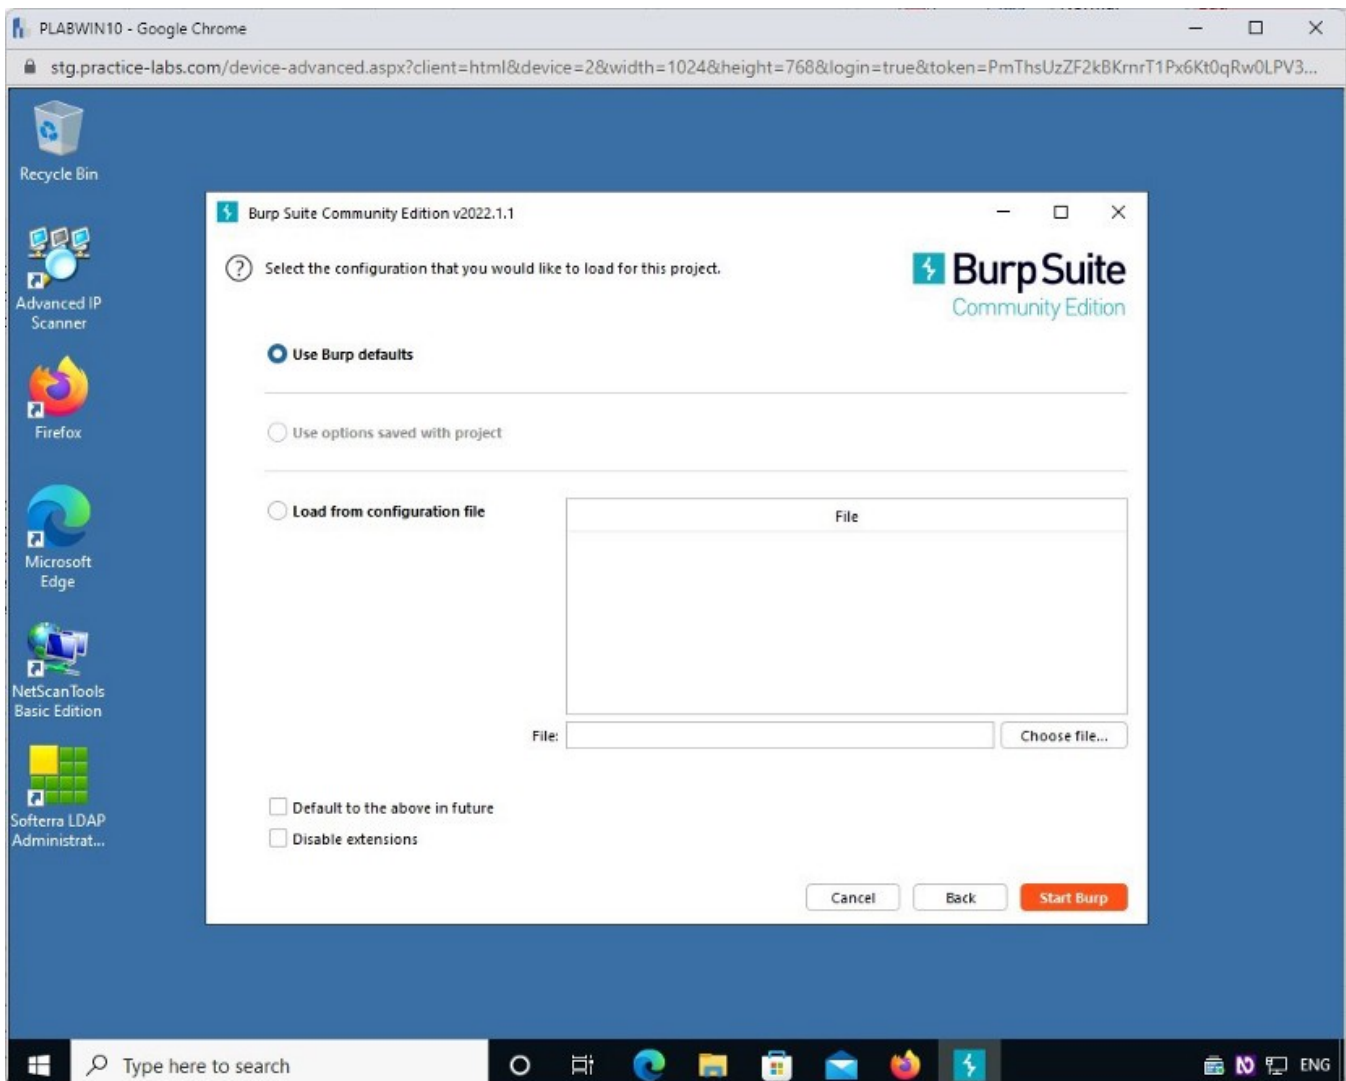 PLABWIN10 - Google Chrome
stg.practice-labs.com/device-advanced.aspx?client=html&device=2&width=1024&height=768&login=true&token=PmThsUzZF2kBKrnrT1Px6Kt0qRw0LPV3...
Recycle Bin
Advanced IP
Scanner
Firefox
Microsoft
Edge
NetScanTools
Basic Edition
Softerra LDAP
Administrat...
Burp Suite Community Edition v2022.1.1
Select the configuration that you would like to load for this project.
Burp Suite
Community Edition
Use Burp defaults
Use options saved with project
Load from configuration file
File
File:
Choose file...
Default to the above in future
Disable extensions
Cancel
Back
Start Burp
Type here to search
ENG